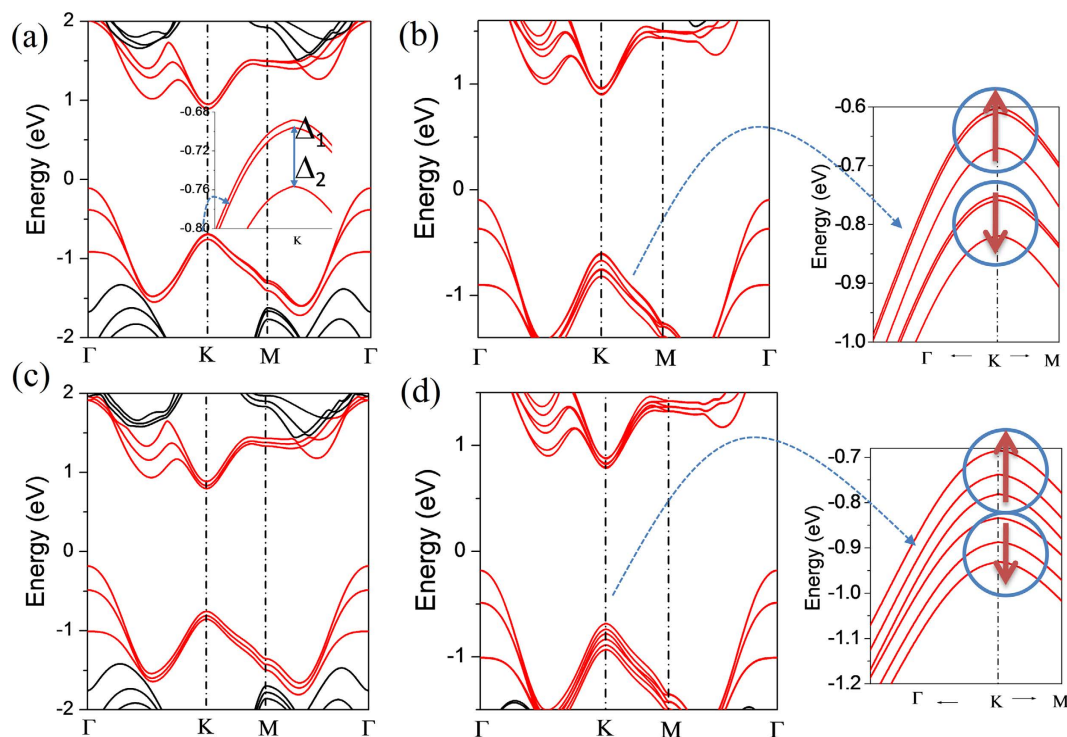 (a)
2
1
0
-1
-2
Energy (eV)
Γ K M Γ
-0.68
-0.72
-0.76
-0.80
Δ1
Δ2
K
(b)
1
0
-1
Energy (eV)
Γ K M Γ
-0.6
-0.7
-0.8
-0.9
-1.0
Energy (eV)
Γ ← K → M
(c)
2
1
0
-1
-2
Energy (eV)
Γ K M Γ
(d)
1
0
-1
Energy (eV)
Γ K M Γ
-0.7
-0.8
-0.9
-1.0
-1.1
-1.2
Energy (eV)
Γ ← K → M